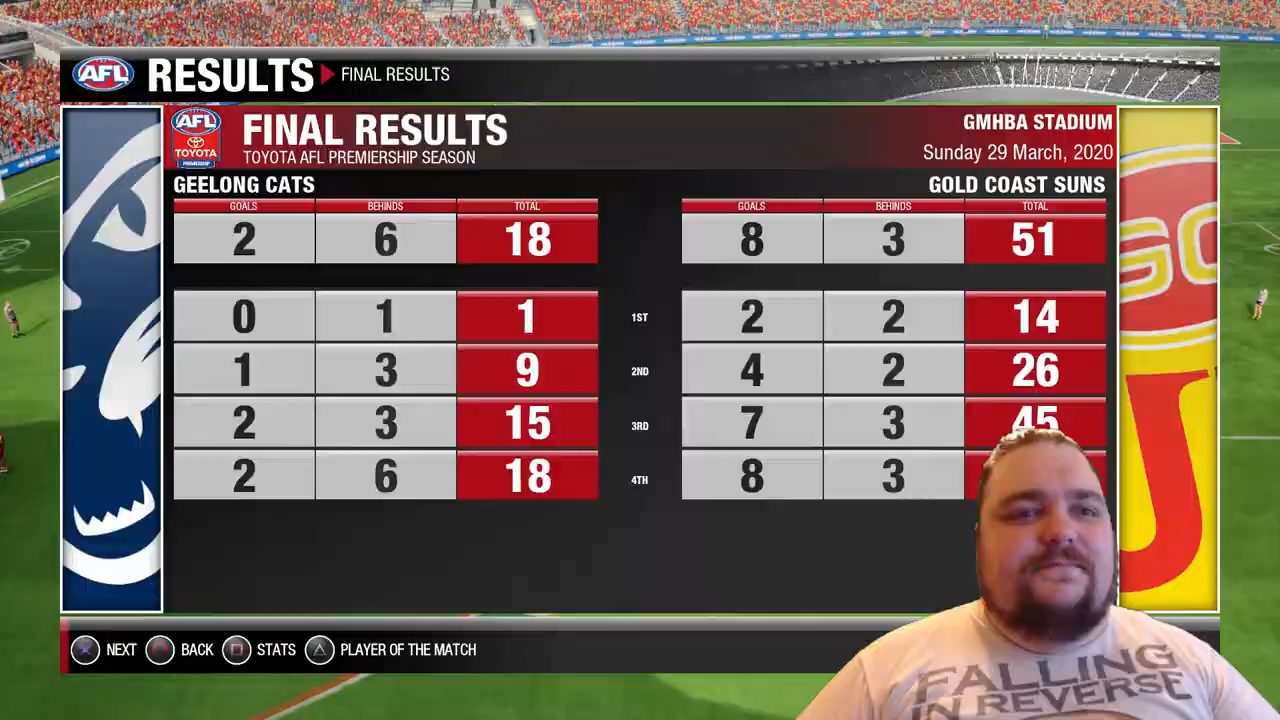 AFL RESULTS FINAL RESULTS
AFL TOYOTA PREMIERSHIP
FINAL RESULTS
TOYOTA AFL PREMIERSHIP SEASON
GMHBA STADIUM
Sunday 29 March, 2020
GEELONG CATS GOLD COAST SUNS
GOALS BEHINDS TOTAL GOALS BEHINDS TOTAL
2 6 18 8 3 51
0 1 1 1ST 2 2 14
1 3 9 2ND 4 2 26
2 3 15 3RD 7 3 45
2 6 18 4TH 8 3
NEXT BACK STATS PLAYER OF THE MATCH
FALLING
IN REVERSE